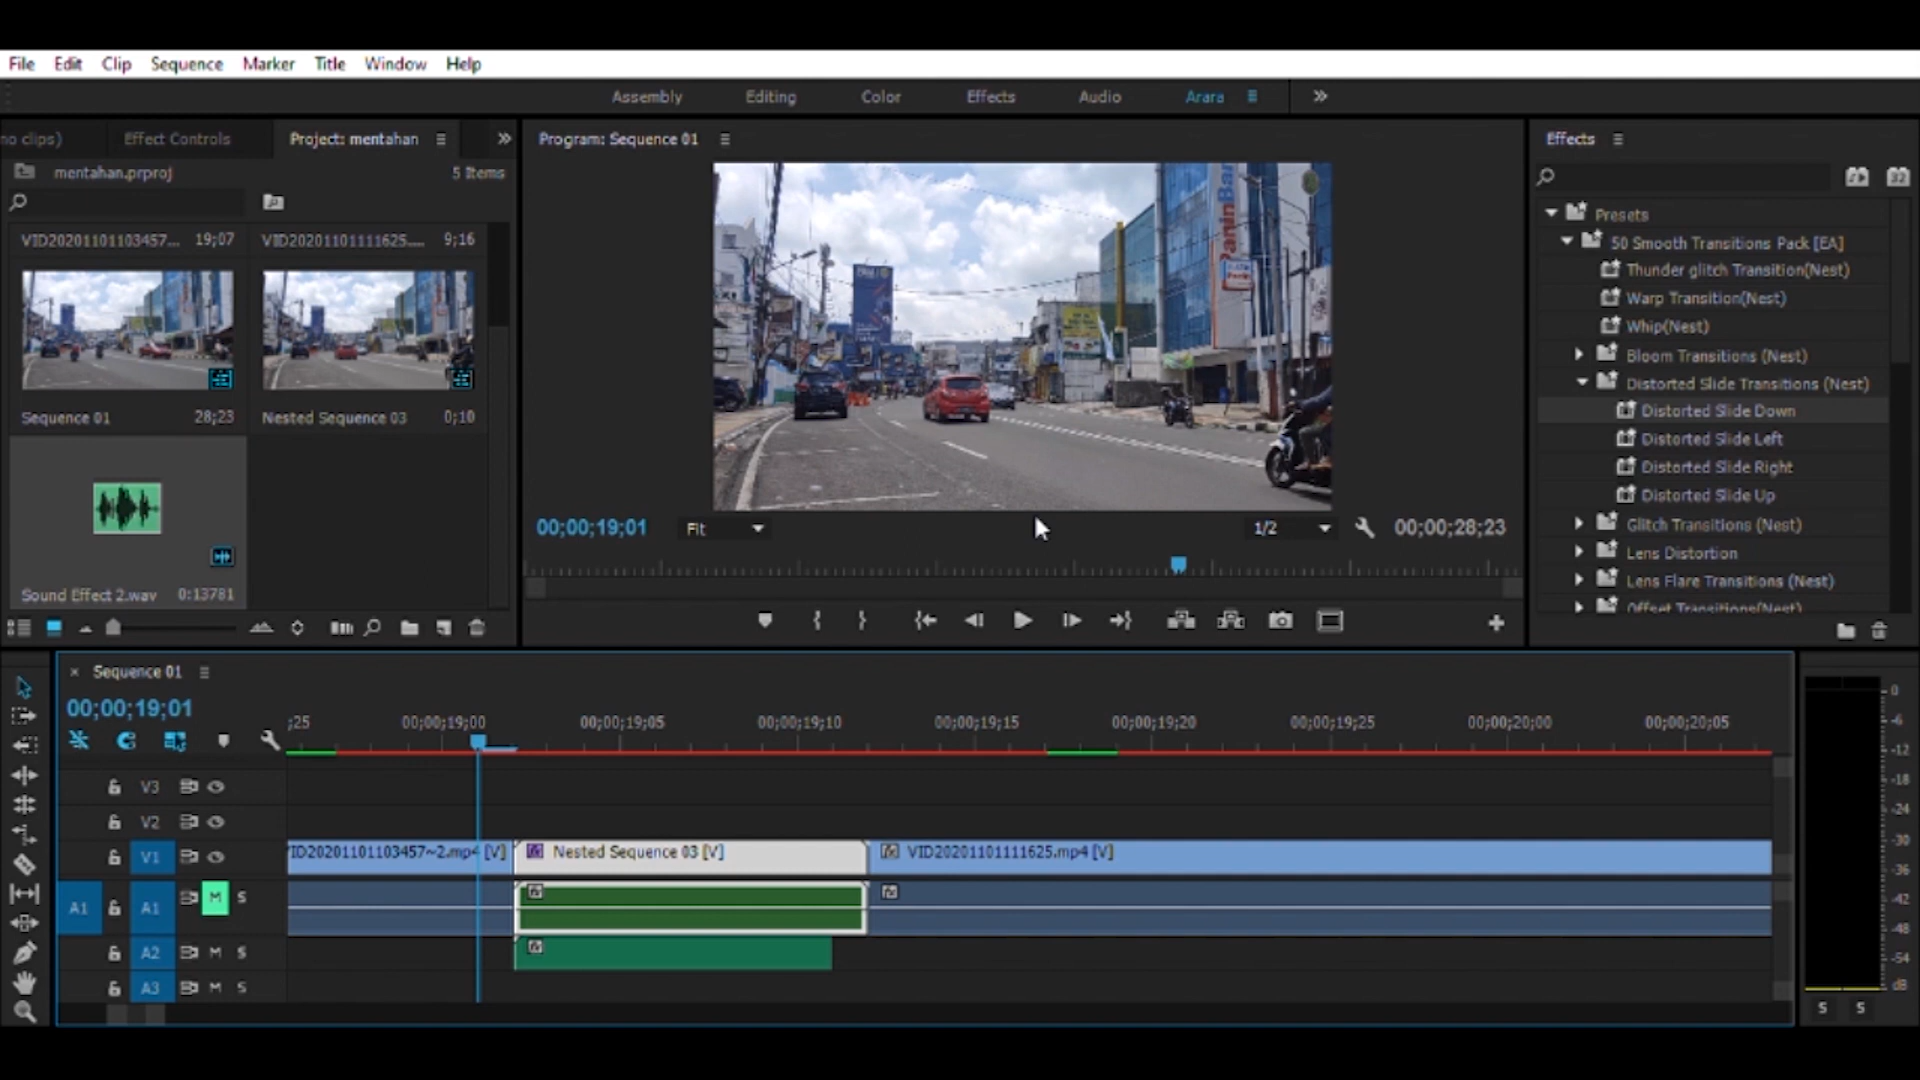 File Edit Clip Sequence Marker Title Window Help
Assembly Editing Color Effects Audio Arara
no clips) Effect Controls Project: mentahan
mentahan.prproj 5 Items
VID20201101103457... 19;07 VID20201101111625.... 9;16
Sequence 01 28;23 Nested Sequence 03 0;10
Sound Effect 2.wav 0:13781
Program: Sequence 01
PaninBan
00;00;19;01 Fit 1/2 00;00;28;23
Effects
32
Presets
50 Smooth Transitions Pack [EA]
Thunder glitch Transition(Nest)
Warp Transition(Nest)
Whip(Nest)
Bloom Transitions (Nest)
Distorted Slide Transitions (Nest)
Distorted Slide Down
Distorted Slide Left
Distorted Slide Right
Distorted Slide Up
Glitch Transitions (Nest)
Lens Distortion
Lens Flare Transitions (Nest)
Offset Transitions(Nest)
× Sequence 01
00;00;19;01
;25 00;00;19;00 00;00;19;05 00;00;19;10 00;00;19;15 00;00;19;20 00;00;19;25 00;00;20;00 00;00;20;05
V3
V2
V1 ID20201101103457~2.mp4 [V] Nested Sequence 03 [V] VID20201101111625.mp4 [V]
A1 A1 M S
A2 M S
A3 M S
0
-6
-12
-18
-24
-30
-36
-42
-48
-54
dB
S S